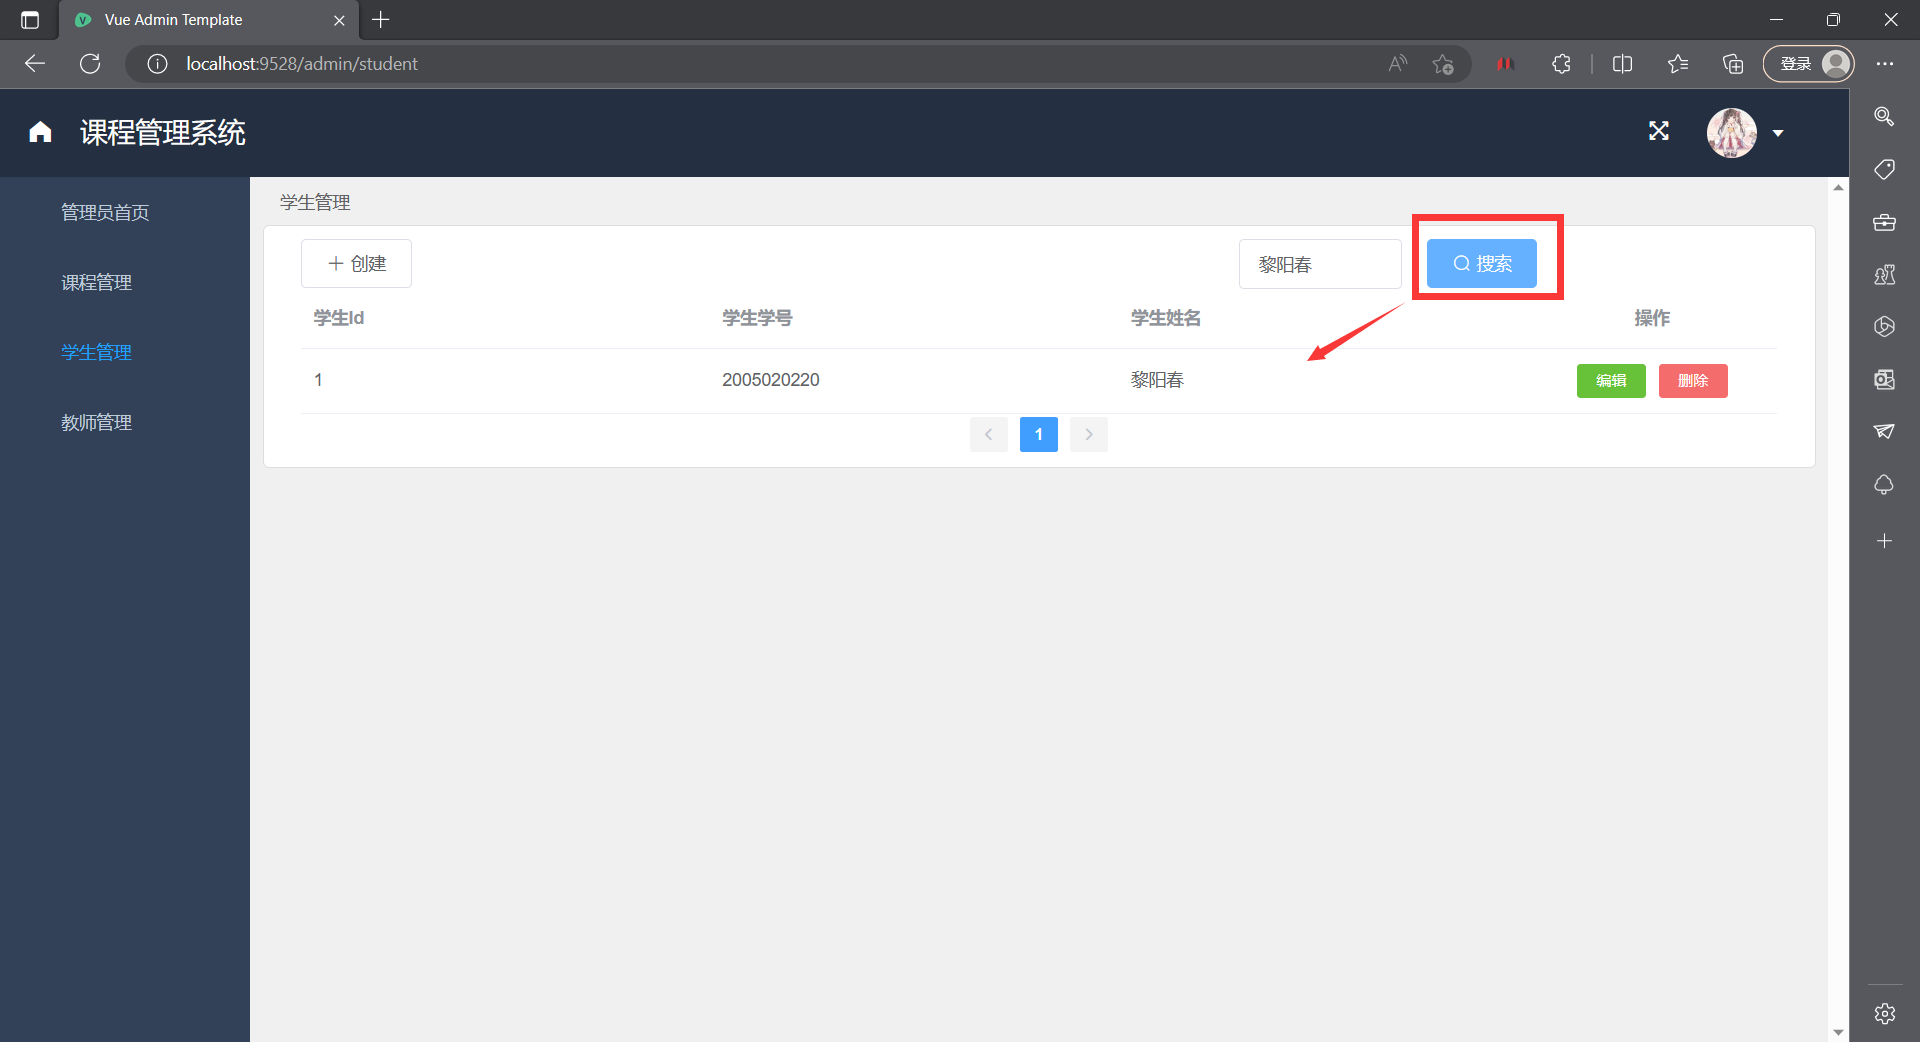 Vue Admin Template
localhost:9528/admin/student
登录
课程管理系统
管理员首页
课程管理
学生管理
教师管理
学生管理
创建
黎阳春
搜索
学生Id 学生学号 学生姓名 操作
1 2005020220 黎阳春 编辑 删除
1